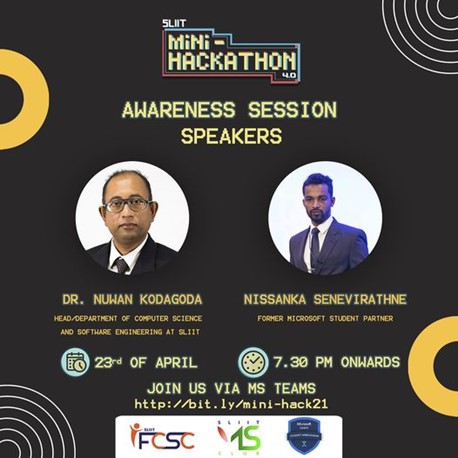 SLIIT
MiNi -
HACKATHON
4.0
AWARENESS SESSION
SPEAKERS
DR. NUWAN KODAGODA
NISSANKA SENEVIRATHNE
HEAD/DEPARTMENT OF COMPUTER SCIENCE
AND SOFTWARE ENGINEERING AT SLIIT
FORMER MICROSOFT STUDENT PARTNER
23rd OF APRIL
7.30 PM ONWARDS
JOIN US VIA MS TEAMS
http://bit.ly/mini-hack21
SLIIT
FCSC
SLIIT
MS
CLUB
Microsoft
Learn